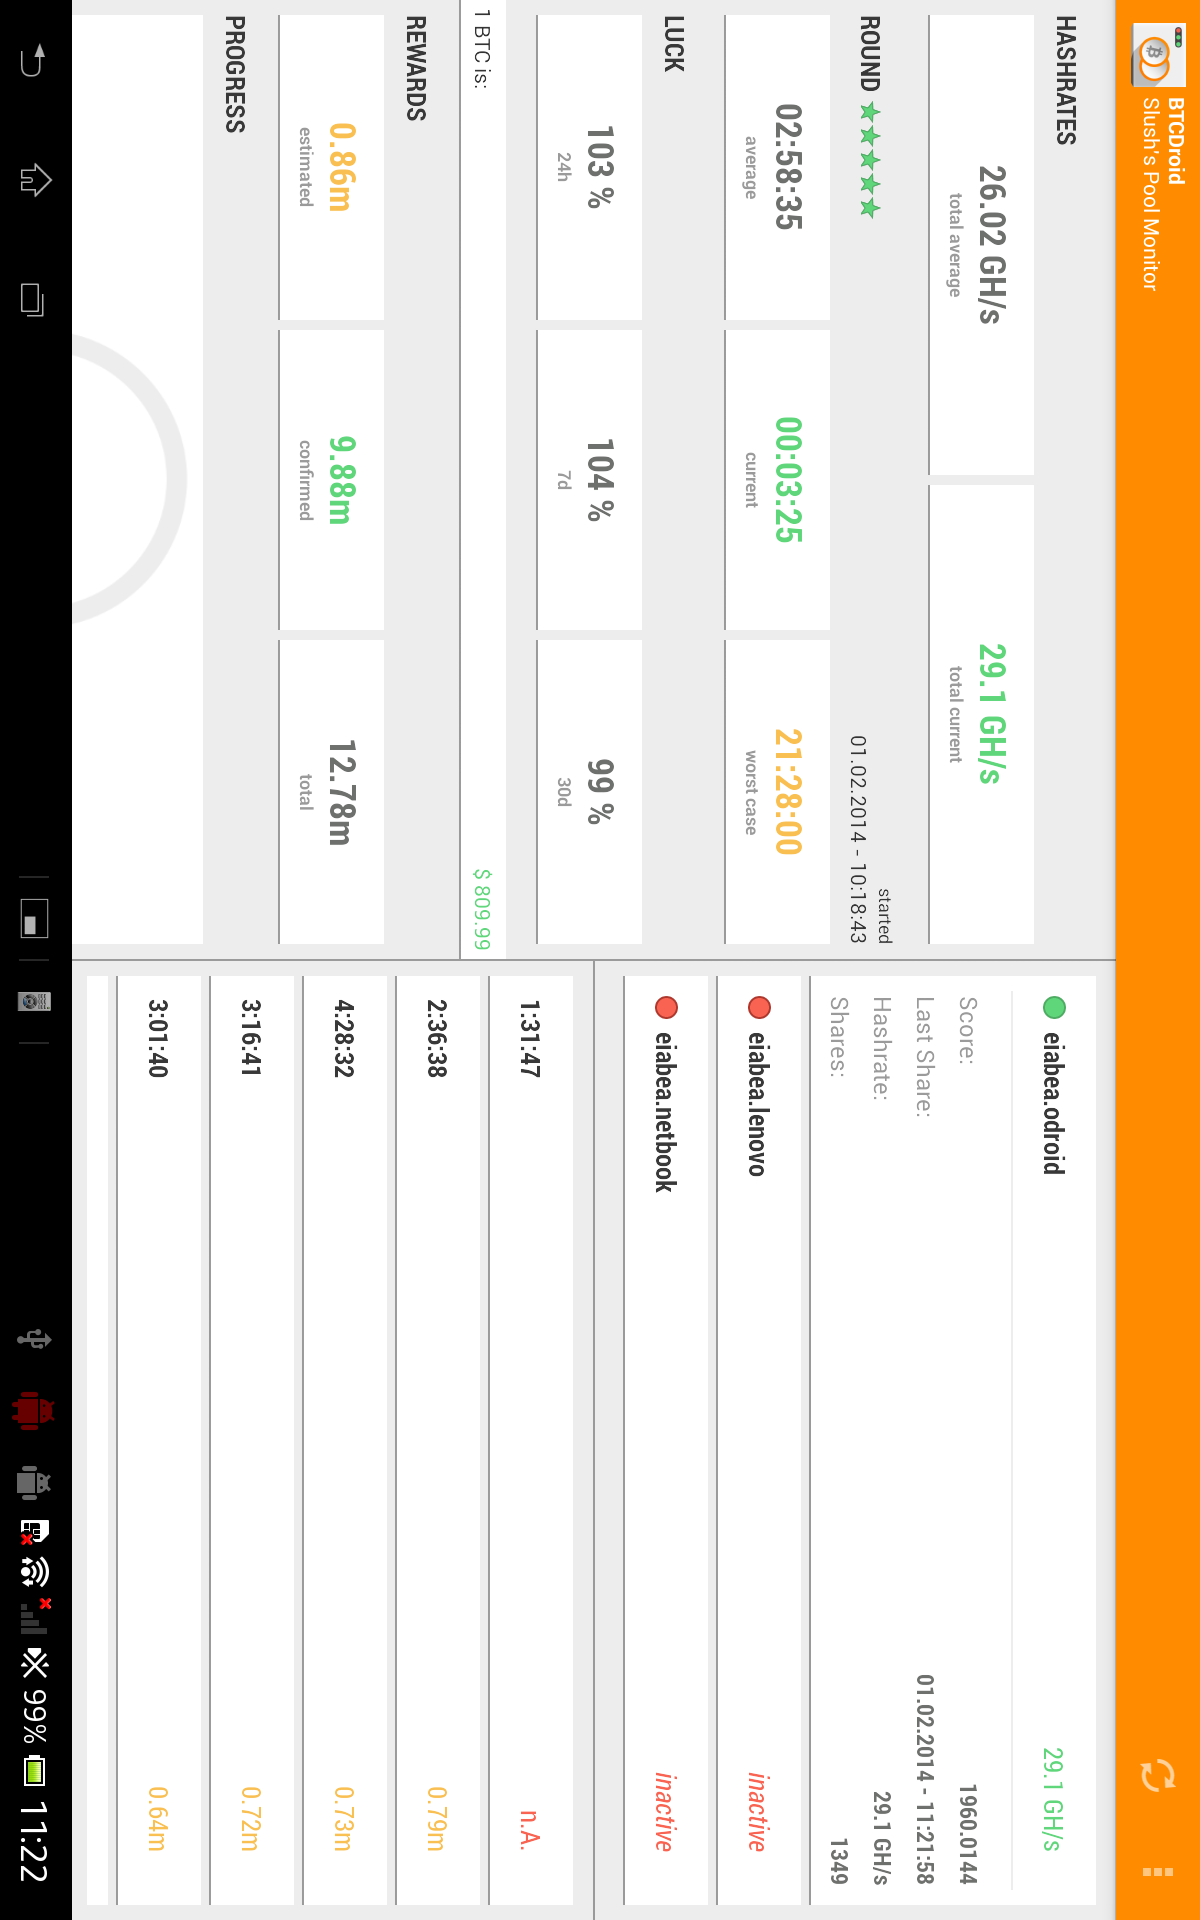 BTCDroid
Slush's Pool Monitor
HASHRATES
26.02 GH/s
total average
29.1 GH/s
total current
ROUND
started
01.02.2014 - 10:18:43
02:58:35
average
00:03:25
current
21:28:00
worst case
LUCK
103 %
24h
104 %
7d
99 %
30d
1 BTC is:
$ 809.99
REWARDS
0.86m
estimated
9.88m
confirmed
12.78m
total
PROGRESS
eiabea.odroid
29.1 GH/s
Score:
1960.0144
Last Share:
01.02.2014 - 11:21:58
Hashrate:
29.1 GH/s
Shares:
1349
eiabea.lenovo
inactive
eiabea.netbook
inactive
1:31:47
n.A.
2:36:38
0.79m
4:28:32
0.73m
3:16:41
0.72m
3:01:40
0.64m
99%
11:22